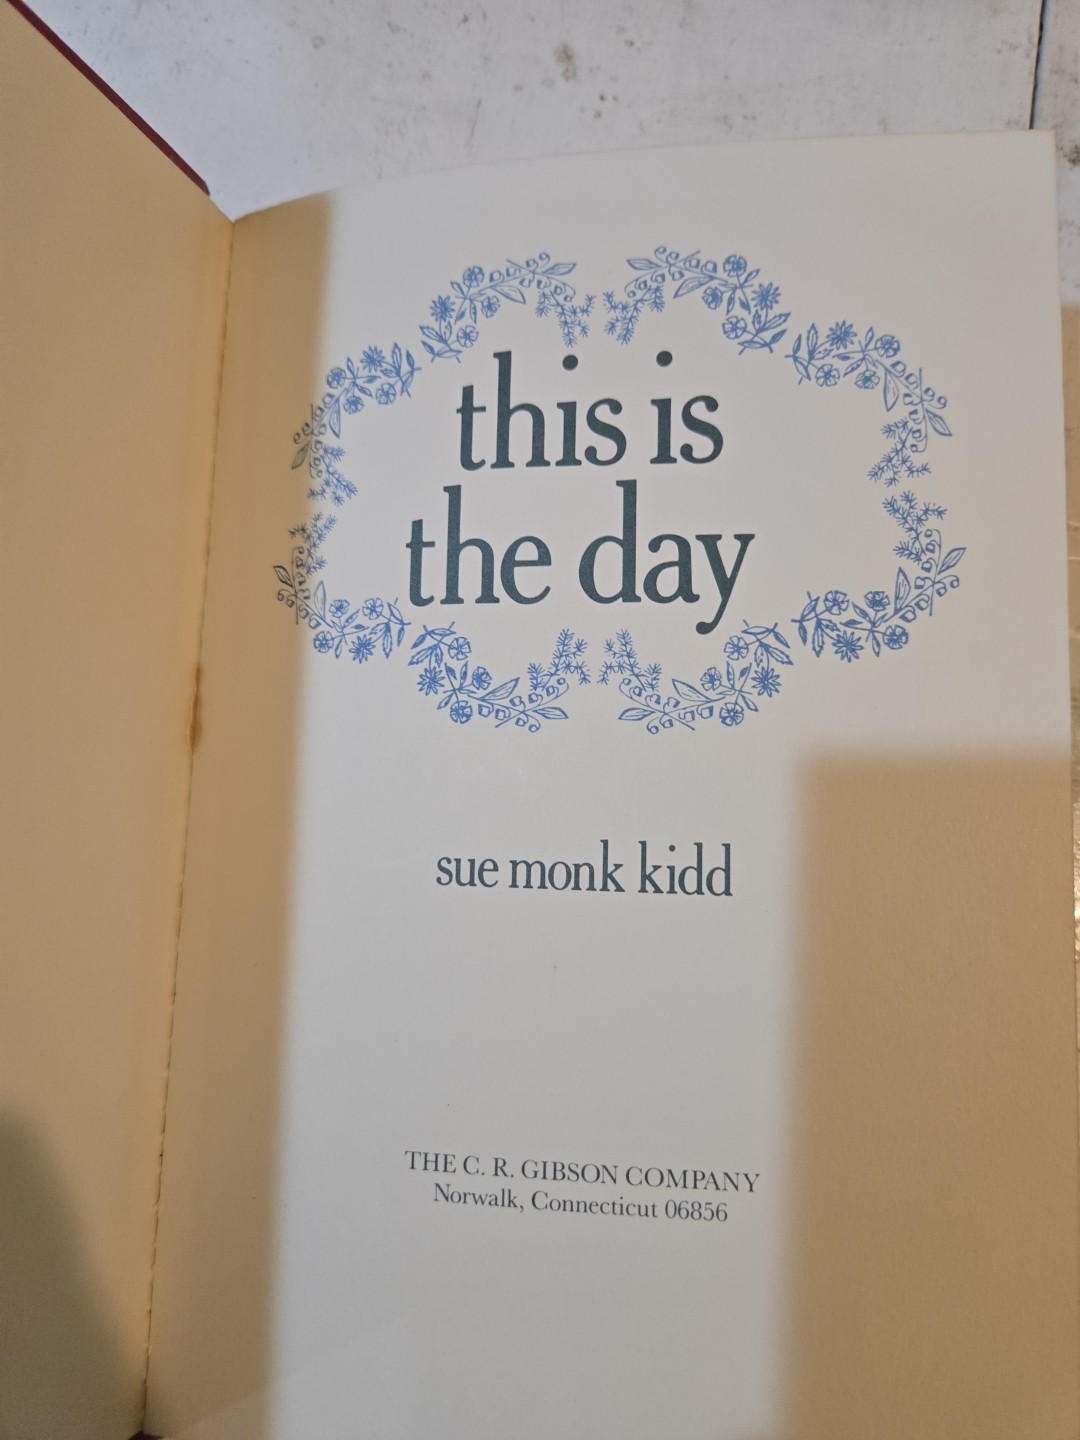 this is
the day
sue monk kidd
THE C. R. GIBSON COMPANY
Norwalk, Connecticut 06856